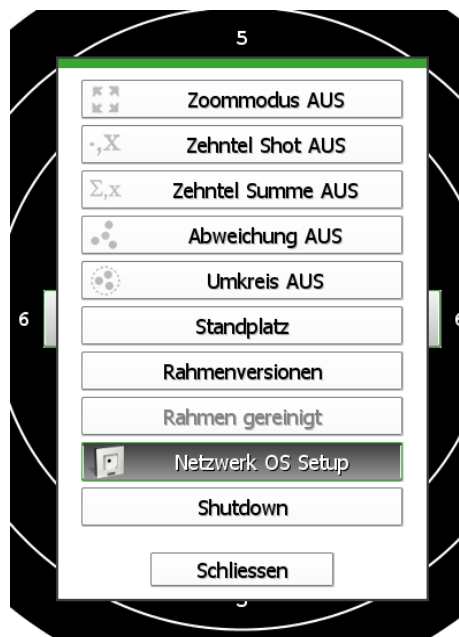 5
Zoommodus AUS
-,X Zehntel Shot AUS
Σ,x Zehntel Summe AUS
Abweichung AUS
Umkreis AUS
6 Standplatz 6
Rahmenversionen
Rahmen gereinigt
Netzwerk OS Setup
Shutdown
Schliessen
5